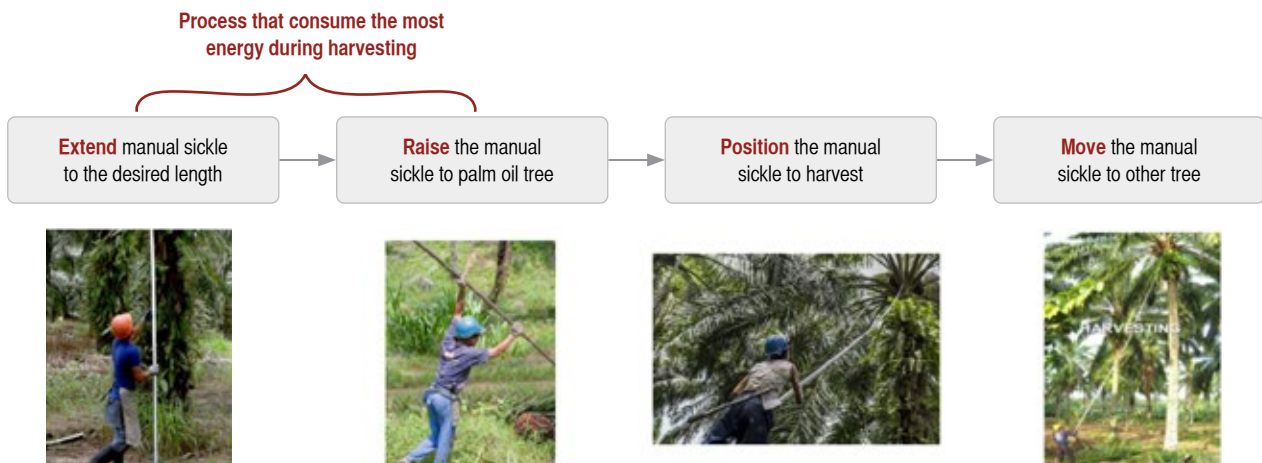 Process that consume the most
energy during harvesting
Extend manual sickle
to the desired length
Raise the manual
sickle to palm oil tree
Position the manual
sickle to harvest
Move the manual
sickle to other tree
HARVESTING